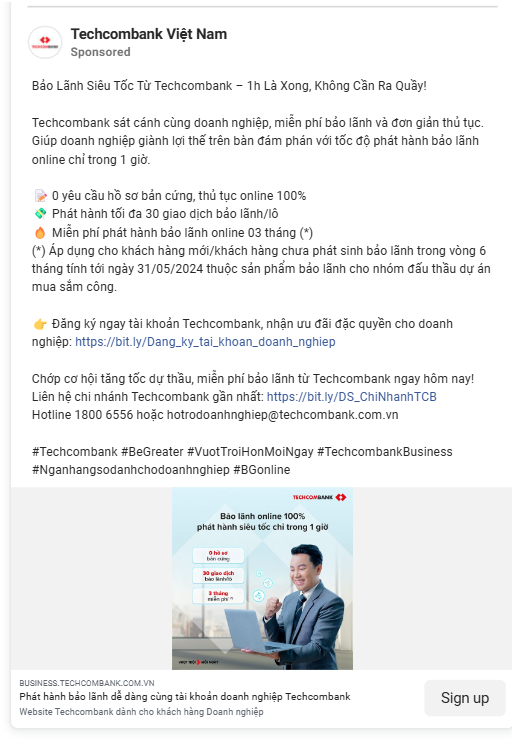 Techcombank Việt Nam
Sponsored
Bảo Lãnh Siêu Tốc Từ Techcombank – 1h Là Xong, Không Cần Ra Quầy!
Techcombank sát cánh cùng doanh nghiệp, miễn phí bảo lãnh và đơn giản thủ tục.
Giúp doanh nghiệp giành lợi thế trên bàn đám phán với tốc độ phát hành bảo lãnh
online chỉ trong 1 giờ.
📝 0 yêu cầu hồ sơ bản cứng, thủ tục online 100%
💸 Phát hành tối đa 30 giao dịch bảo lãnh/lô
🔥 Miễn phí phát hành bảo lãnh online 03 tháng (*)
(*) Áp dụng cho khách hàng mới/khách hàng chưa phát sinh bảo lãnh trong vòng 6
tháng tính tới ngày 31/05/2024 thuộc sản phẩm bảo lãnh cho nhóm đấu thầu dự án
mua sắm công.
👉 Đăng ký ngay tài khoản Techcombank, nhận ưu đãi đặc quyền cho doanh
nghiệp: https://bit.ly/Dang_ky_tai_khoan_doanh_nghiep
Chớp cơ hội tăng tốc dự thầu, miễn phí bảo lãnh từ Techcombank ngay hôm nay!
Liên hệ chi nhánh Techcombank gần nhất: https://bit.ly/DS_ChiNhanhTCB
Hotline 1800 6556 hoặc hotrodoanhnghiep@techcombank.com.vn
#Techcombank #BeGreater #VuotTroiHonMoiNgay #TechcombankBusiness
#Nganhangsodanhchodoanhnghiep #BGonline
TECHCOMBANK
Bảo lãnh online 100%
phát hành siêu tốc chỉ trong 1 giờ
0 hồ sơ
bản cứng
30 giao dịch
bảo lãnh/lô
3 tháng
miễn phí (*)
BUSINESS.TECHCOMBANK.COM.VN
Phát hành bảo lãnh dễ dàng cùng tài khoản doanh nghiệp Techcombank
Website Techcombank dành cho khách hàng Doanh nghiệp
Sign up